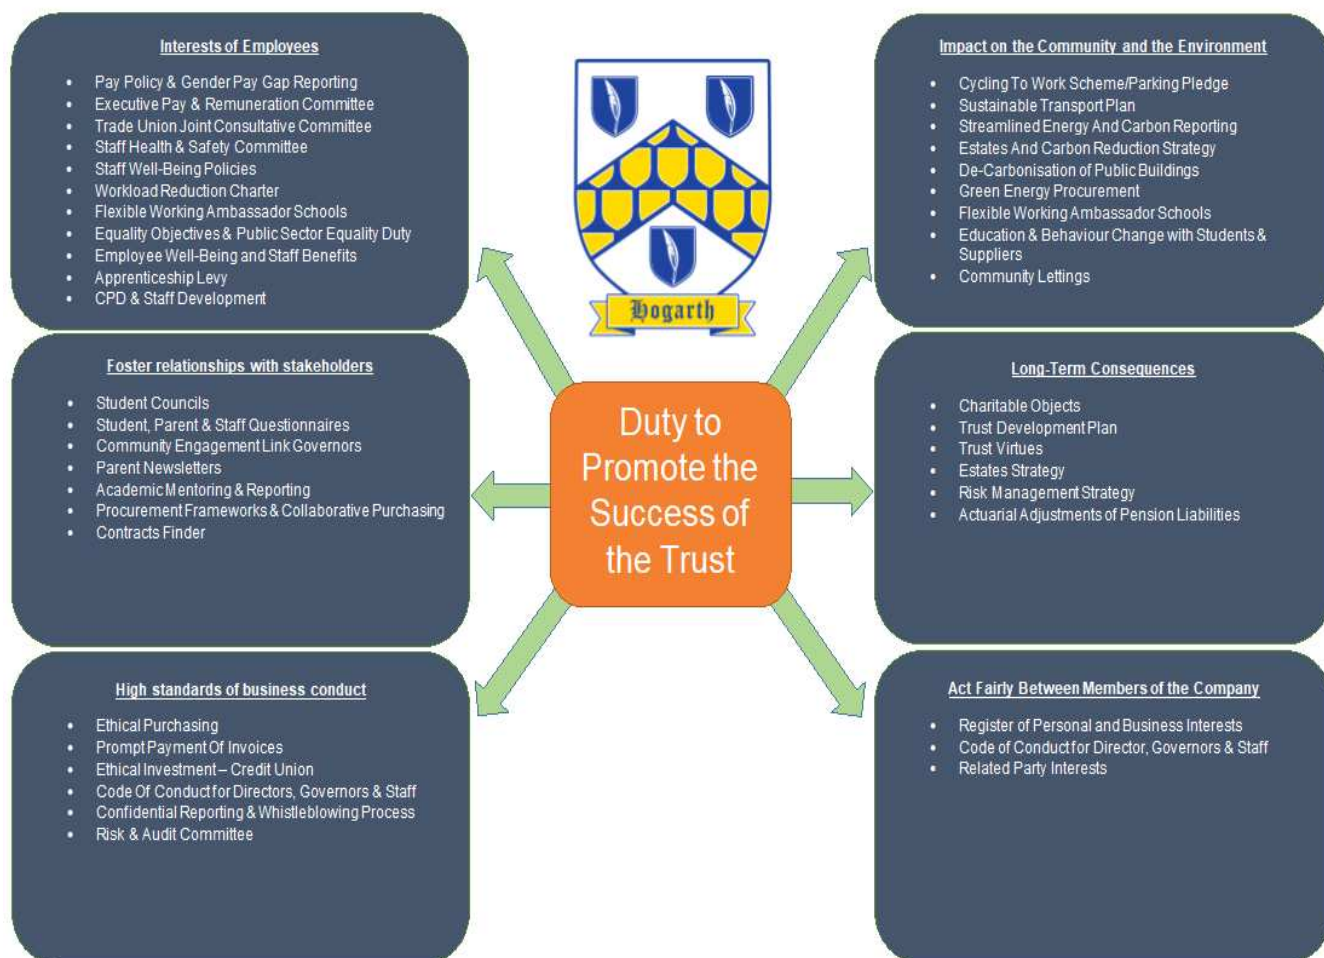 Interests of Employees
• Pay Policy & Gender Pay Gap Reporting
• Executive Pay & Remuneration Committee
• Trade Union Joint Consultative Committee
• Staff Health & Safety Committee
• Staff Well-Being Policies
• Workload Reduction Charter
• Flexible Working Ambassador Schools
• Equality Objectives & Public Sector Equality Duty
• Employee Well-Being and Staff Benefits
• Apprenticeship Levy
• CPD & Staff Development
Foster relationships with stakeholders
• Student Councils
• Student, Parent & Staff Questionnaires
• Community Engagement Link Governors
• Parent Newsletters
• Academic Mentoring & Reporting
• Procurement Frameworks & Collaborative Purchasing
• Contracts Finder
High standards of business conduct
• Ethical Purchasing
• Prompt Payment Of Invoices
• Ethical Investment – Credit Union
• Code Of Conduct for Directors, Governors & Staff
• Confidential Reporting & Whistleblowing Process
• Risk & Audit Committee
Hogarth
Duty to
Promote the
Success of
the Trust
Impact on the Community and the Environment
• Cycling To Work Scheme/Parking Pledge
• Sustainable Transport Plan
• Streamlined Energy And Carbon Reporting
• Estates And Carbon Reduction Strategy
• De-Carbonisation of Public Buildings
• Green Energy Procurement
• Flexible Working Ambassador Schools
• Education & Behaviour Change with Students &
Suppliers
• Community Lettings
Long-Term Consequences
• Charitable Objects
• Trust Development Plan
• Trust Virtues
• Estates Strategy
• Risk Management Strategy
• Actuarial Adjustments of Pension Liabilities
Act Fairly Between Members of the Company
• Register of Personal and Business Interests
• Code of Conduct for Director, Governors & Staff
• Related Party Interests